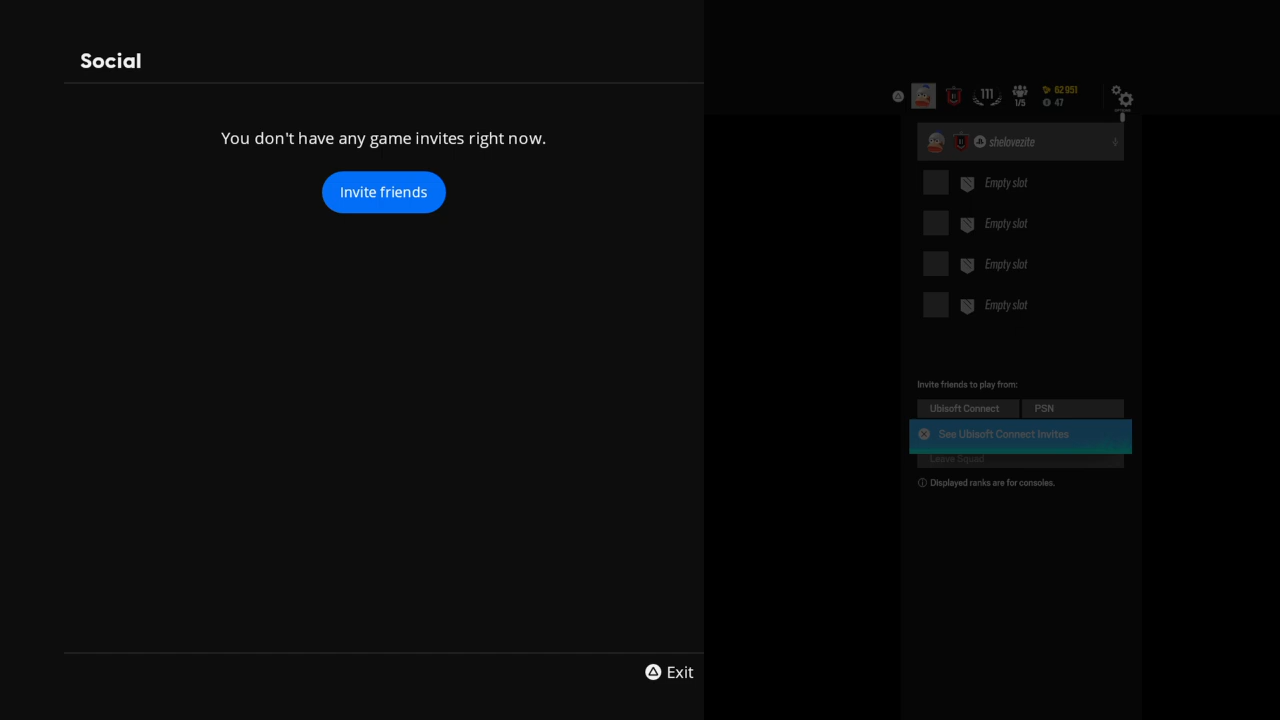 Social
You don't have any game invites right now.
Invite friends
Exit
111
1/5
62 951
47
OPTIONS
shelovezite
Empty slot
Empty slot
Empty slot
Empty slot
Invite friends to play from:
Ubisoft Connect
PSN
See Ubisoft Connect Invites
Leave Squad
Displayed ranks are for consoles.